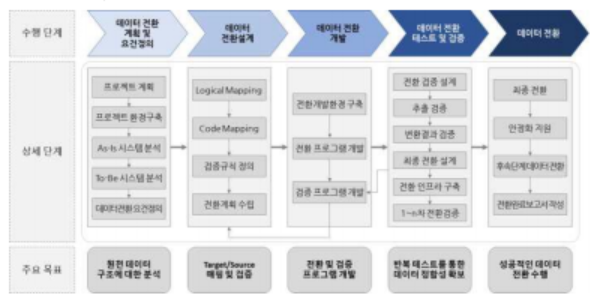 수행 단계
데이터 전환
계획 및
요건정의
데이터
전환설계
데이터 전환
개발
데이터 전환
테스트 및 검증
데이터 전환
상세 단계
프로젝트 계획
프로젝트 환경구축
As-Is 시스템 분석
To-Be 시스템 분석
데이터전환 요건정의
Logical Mapping
Code Mapping
검증규칙 정의
전환계획 수립
전환개발환경 구축
전환 프로그램 개발
검증 프로그램 개발
전환 검증 설계
추출 검증
변환결과 검증
최종 전환 설계
전환 인프라 구축
1~n차 전환검증
최종 전환
안정화 지원
후속단계 데이터 전환
전환완료보고서 작성
주요 목표
원천 데이터
구조에 대한 분석
Target/Source
매핑 및 검증
전환 및 검증
프로그램 개발
반복 테스트를 통한
데이터 정합성 확보
성공적인 데이터
전환 수행